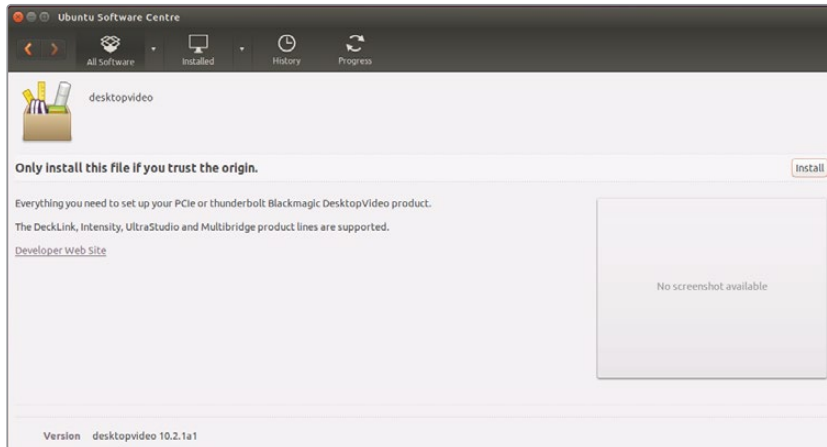 Ubuntu Software Centre
All Software
Installed
History
Progress
desktopvideo
Only install this file if you trust the origin.
Install
Everything you need to set up your PCIe or thunderbolt Blackmagic DesktopVideo product.
The DeckLink, Intensity, UltraStudio and Multibridge product lines are supported.
Developer Web Site
No screenshot available
Version desktopvideo 10.2.1a1